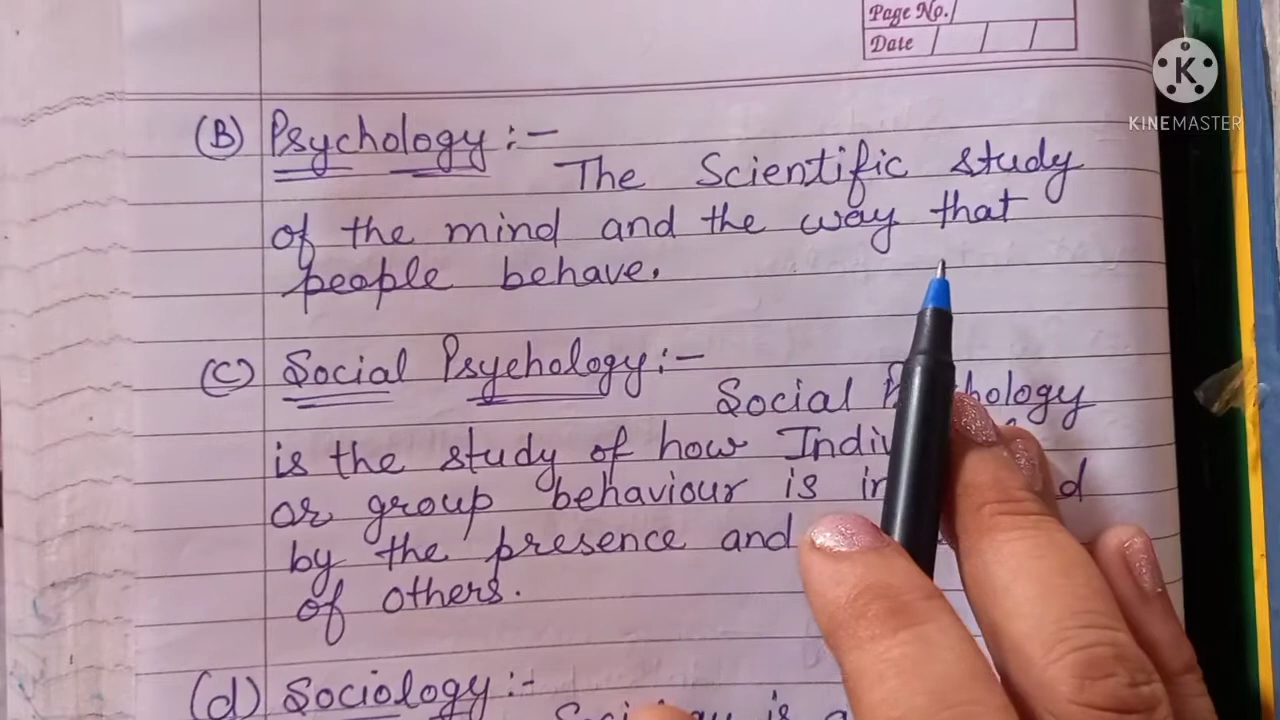 Page No.
Date
K
KINEMASTER
(B) Psychology :-
The Scientific study
of the mind and the way that
people behave.
(C) Social Psychology :-
Social
is the study of how
or group behaviour is
by the presence and
of others.
(d) Sociology :-
is